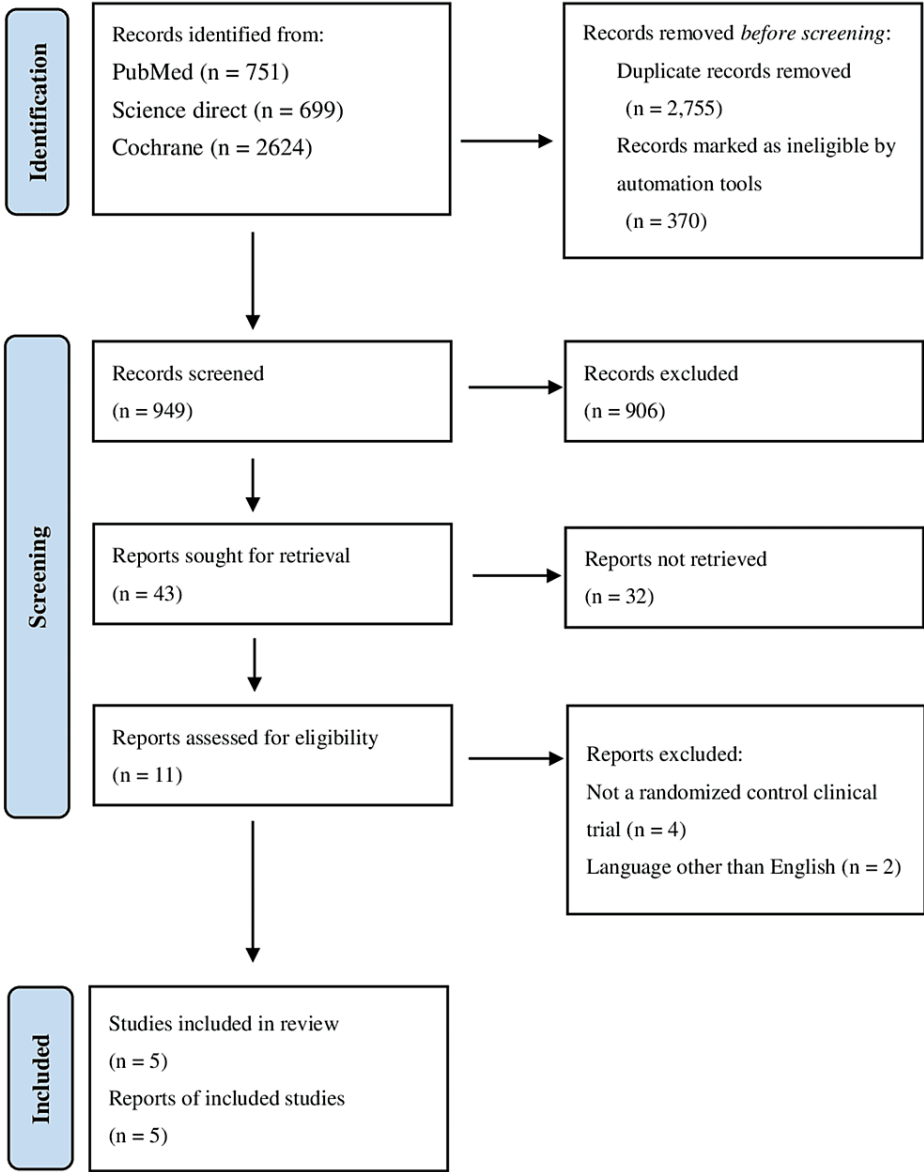 Identification
Records identified from:
PubMed (n = 751)
Science direct (n = 699)
Cochrane (n = 2624)
Records removed before screening:
Duplicate records removed
(n = 2,755)
Records marked as ineligible by
automation tools
(n = 370)
Screening
Records screened
(n = 949)
Records excluded
(n = 906)
Reports sought for retrieval
(n = 43)
Reports not retrieved
(n = 32)
Reports assessed for eligibility
(n = 11)
Reports excluded:
Not a randomized control clinical
trial (n = 4)
Language other than English (n = 2)
Included
Studies included in review
(n = 5)
Reports of included studies
(n = 5)